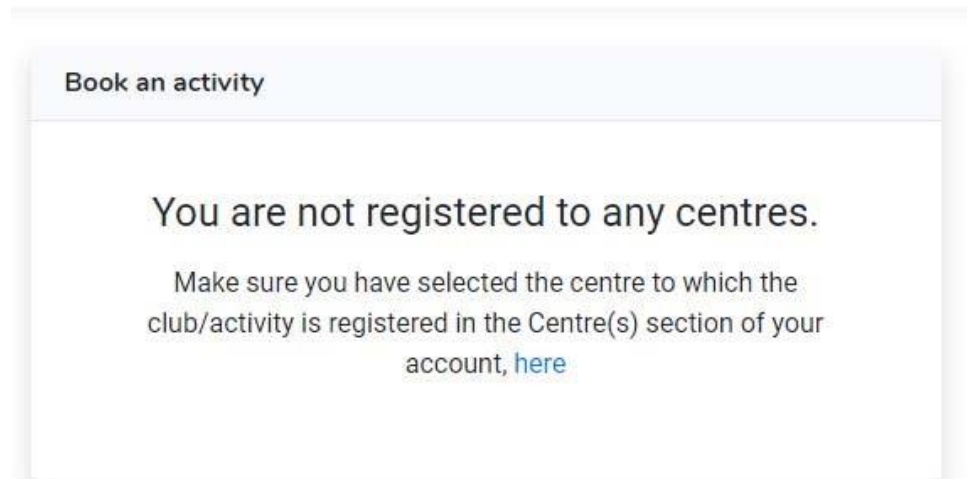 Book an activity
You are not registered to any centres.
Make sure you have selected the centre to which the
club/activity is registered in the Centre(s) section of your
account, here